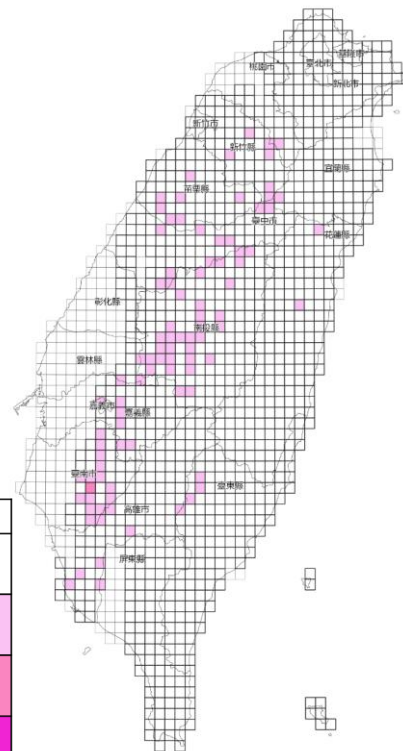 基隆市
臺北市
桃園市
新北市
新竹市
新竹縣
宜蘭縣
苗栗縣
臺中市
花蓮縣
彰化縣
南投縣
雲林縣
嘉義市
嘉義縣
臺南市
臺東縣
高雄市
屏東縣